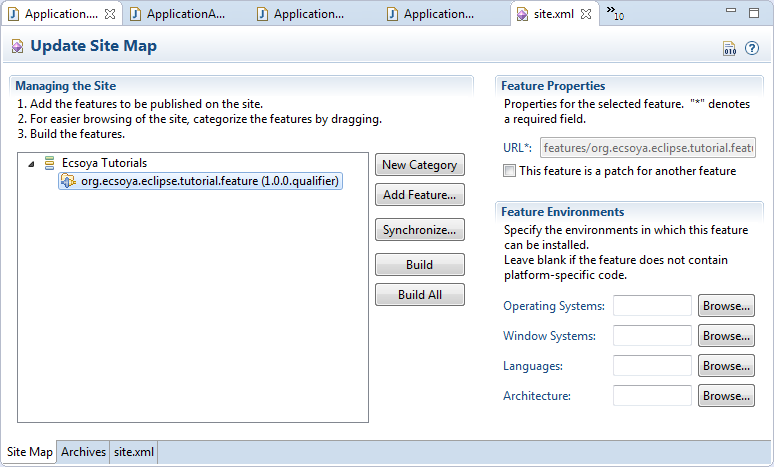 Application.... ApplicationA... Application... Application... site.xml »10
Update Site Map
Managing the Site
1. Add the features to be published on the site.
2. For easier browsing of the site, categorize the features by dragging.
3. Build the features.
Ecsoya Tutorials
org.ecsoya.eclipse.tutorial.feature (1.0.0.qualifier)
New Category
Add Feature...
Synchronize...
Build
Build All
Feature Properties
Properties for the selected feature. "*" denotes
a required field.
URL*: features/org.ecsoya.eclipse.tutorial.feat
This feature is a patch for another feature
Feature Environments
Specify the environments in which this feature
can be installed.
Leave blank if the feature does not contain
platform-specific code.
Operating Systems: Browse...
Window Systems: Browse...
Languages: Browse...
Architecture: Browse...
Site Map Archives site.xml